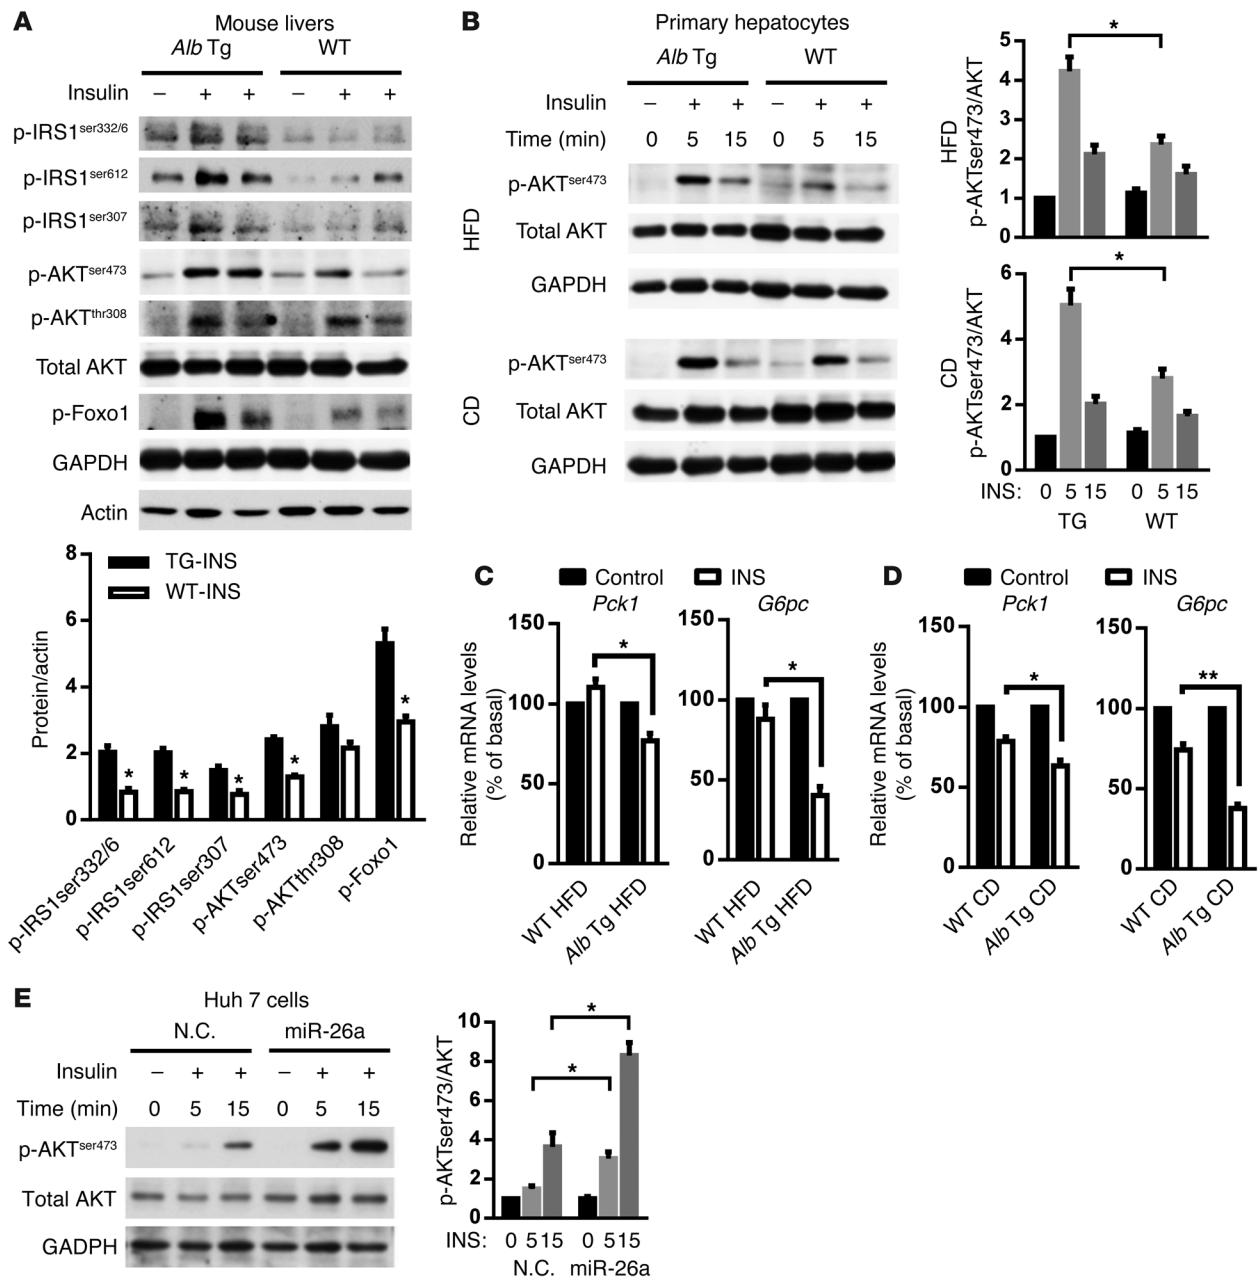 A
Mouse livers
Alb Tg WT
Insulin – + + – + +
p-IRS1ser332/6
p-IRS1ser612
p-IRS1ser307
p-AKTser473
p-AKTthr308
Total AKT
p-Foxo1
GAPDH
Actin
8
6
4
2
0
Protein/actin
TG-INS
WT-INS
* * * * *
p-IRS1ser332/6
p-IRS1ser612
p-IRS1ser307
p-AKTser473
p-AKTthr308
p-Foxo1
B
Primary hepatocytes
Alb Tg WT
Insulin – + + – + +
Time (min) 0 5 15 0 5 15
HFD
p-AKTser473
Total AKT
GAPDH
CD
p-AKTser473
Total AKT
GAPDH
HFD
p-AKTser473/AKT
5
4
3
2
1
0
*
CD
p-AKTser473/AKT
6
4
2
0
*
INS: 0 5 15 0 5 15
TG WT
C
Control INS
Pck1 G6pc
Relative mRNA levels
(% of basal)
150
100
50
0
*
WT HFD
Alb Tg HFD
150
100
50
0
*
WT HFD
Alb Tg HFD
D
Control INS
Pck1 G6pc
Relative mRNA levels
(% of basal)
150
100
50
0
*
WT CD
Alb Tg CD
150
100
50
0
**
WT CD
Alb Tg CD
E
Huh 7 cells
N.C. miR-26a
Insulin – + + – + +
Time (min) 0 5 15 0 5 15
p-AKTser473
Total AKT
GADPH
p-AKTser473/AKT
10
8
6
4
2
0
*
*
INS: 0 5 15 0 5 15
N.C. miR-26a